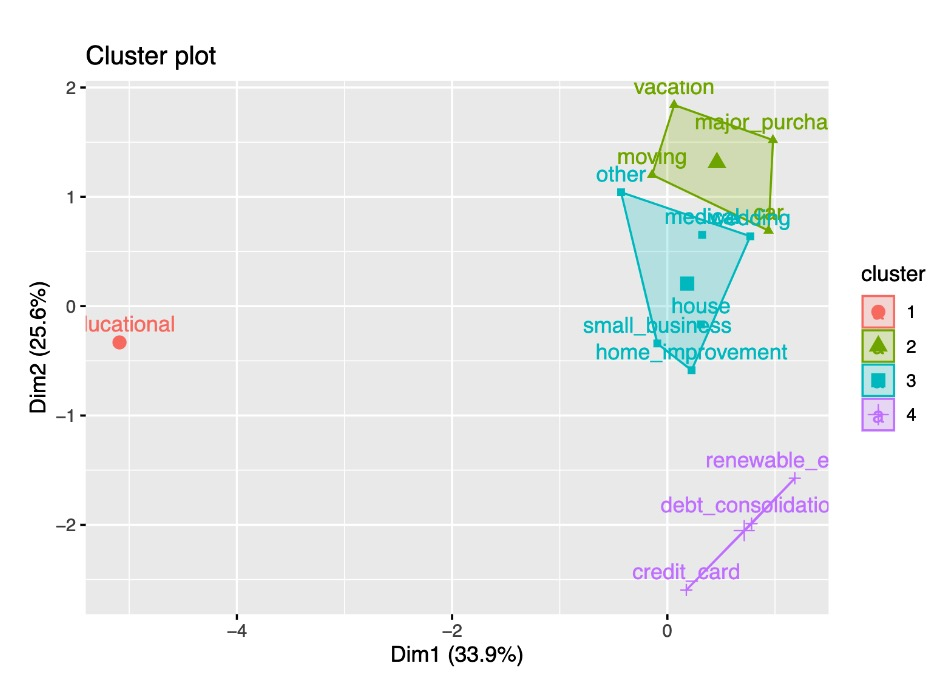 Cluster plot
2
1
0
−1
−2
Dim2 (25.6%)
vacation
major_purcha
moving
other
car
medical
wedding
house
small_business
home_improvement
lucational
renewable_e
debt_consolidatio
credit_card
−4
−2
0
Dim1 (33.9%)
cluster
a 1
a 2
a 3
a 4